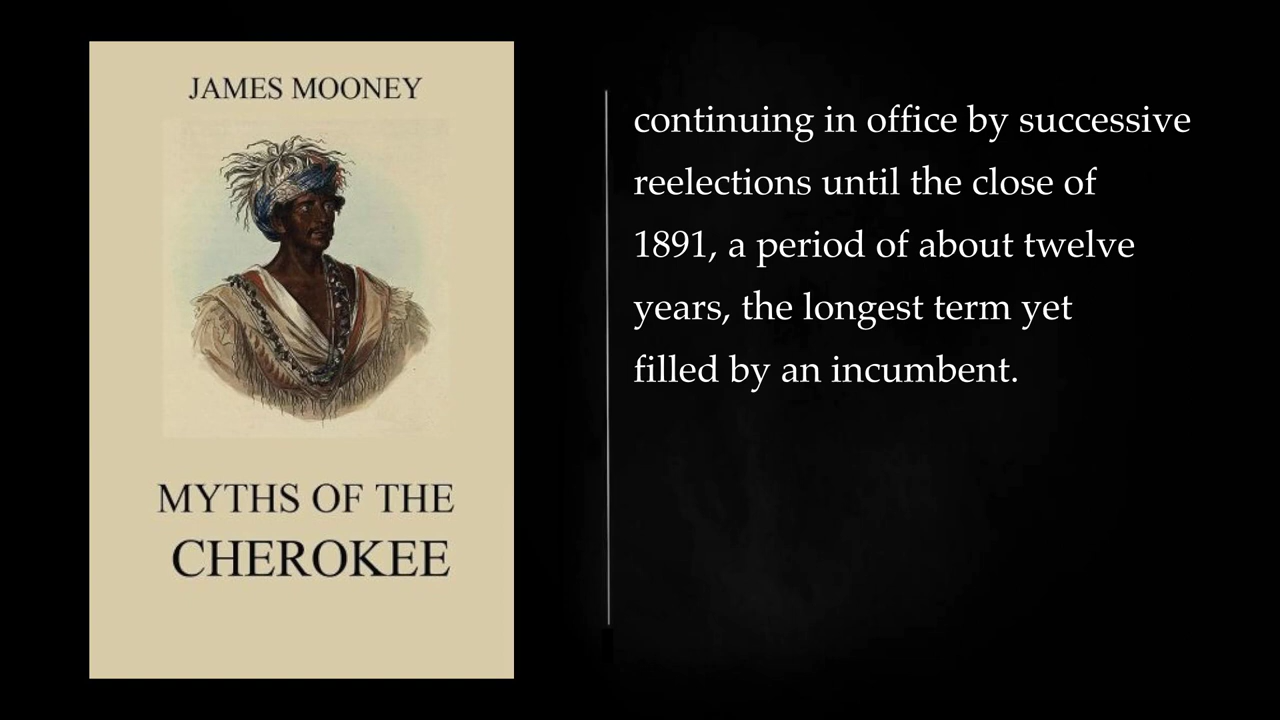 JAMES MOONEY
MYTHS OF THE
CHEROKEE
continuing in office by successive
reelections until the close of
1891, a period of about twelve
years, the longest term yet
filled by an incumbent.